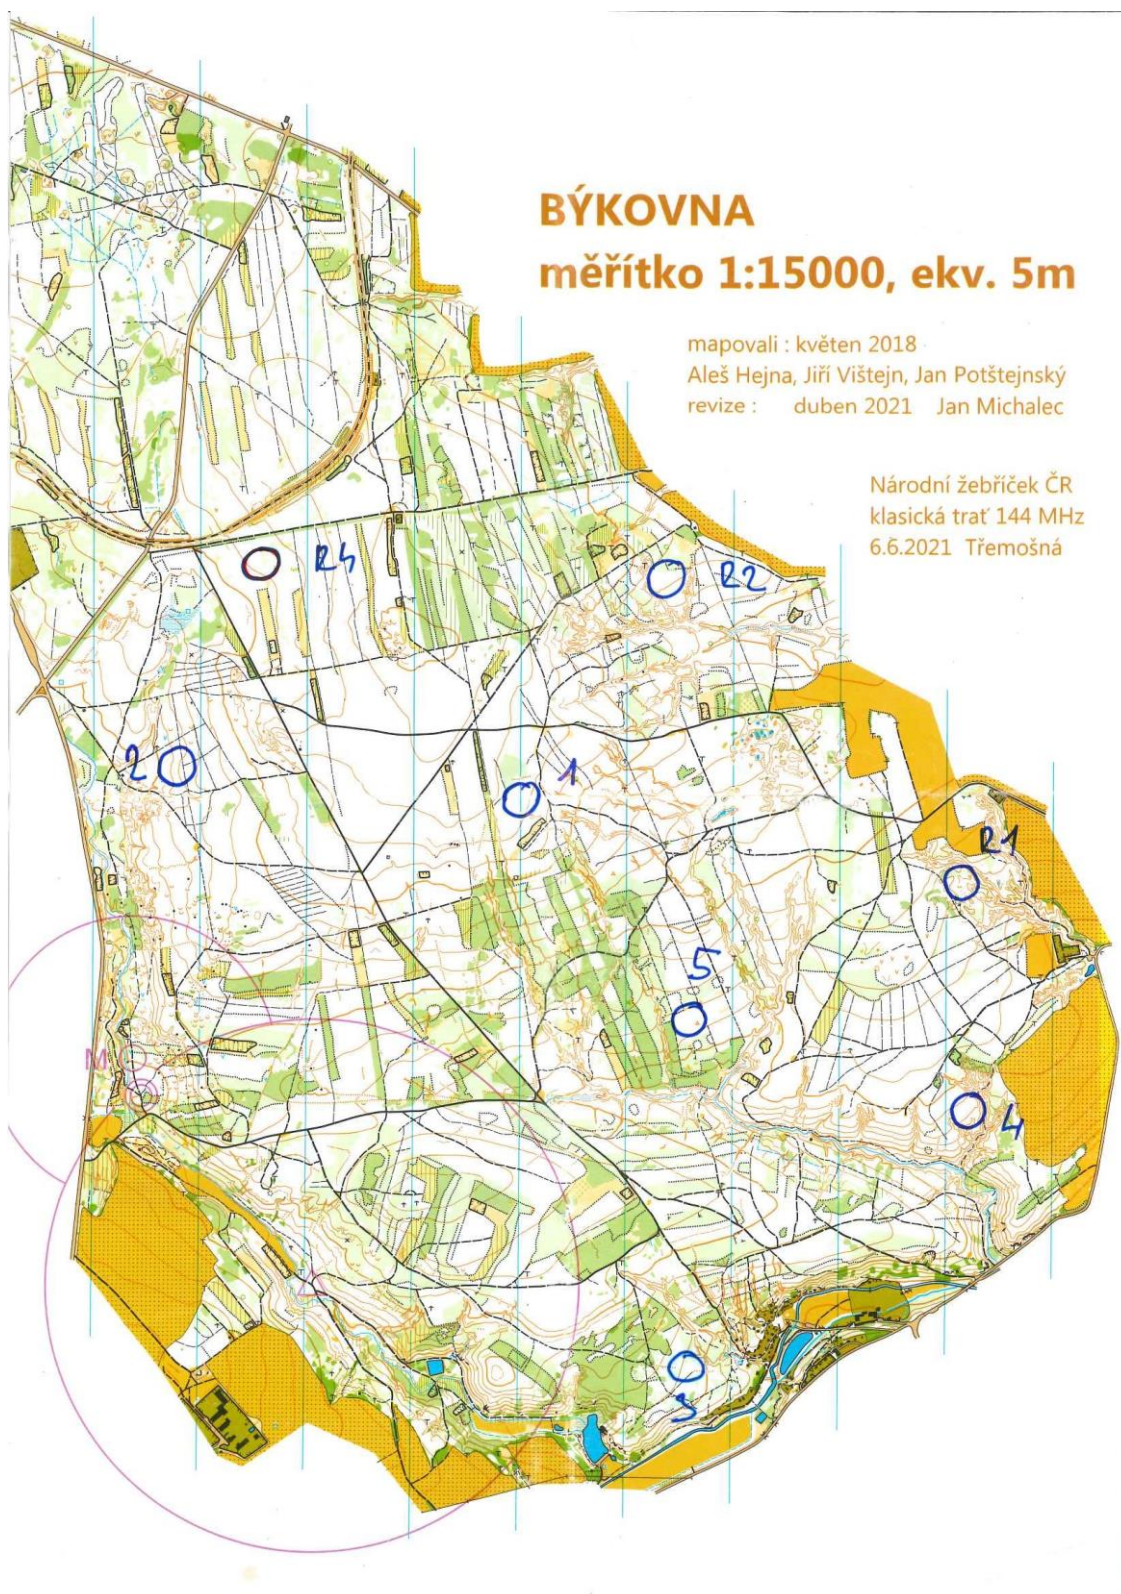 BÝKOVNA
měřítko 1:15000, ekv. 5m
mapovali : květen 2018
Aleš Hejna, Jiří Vištejn, Jan Potštejnský
revize : duben 2021 Jan Michalec
Národní žebříček ČR
klasická trať 144 MHz
6.6.2021 Třemošná
R4
R2
2
1
R1
5
M
4
3